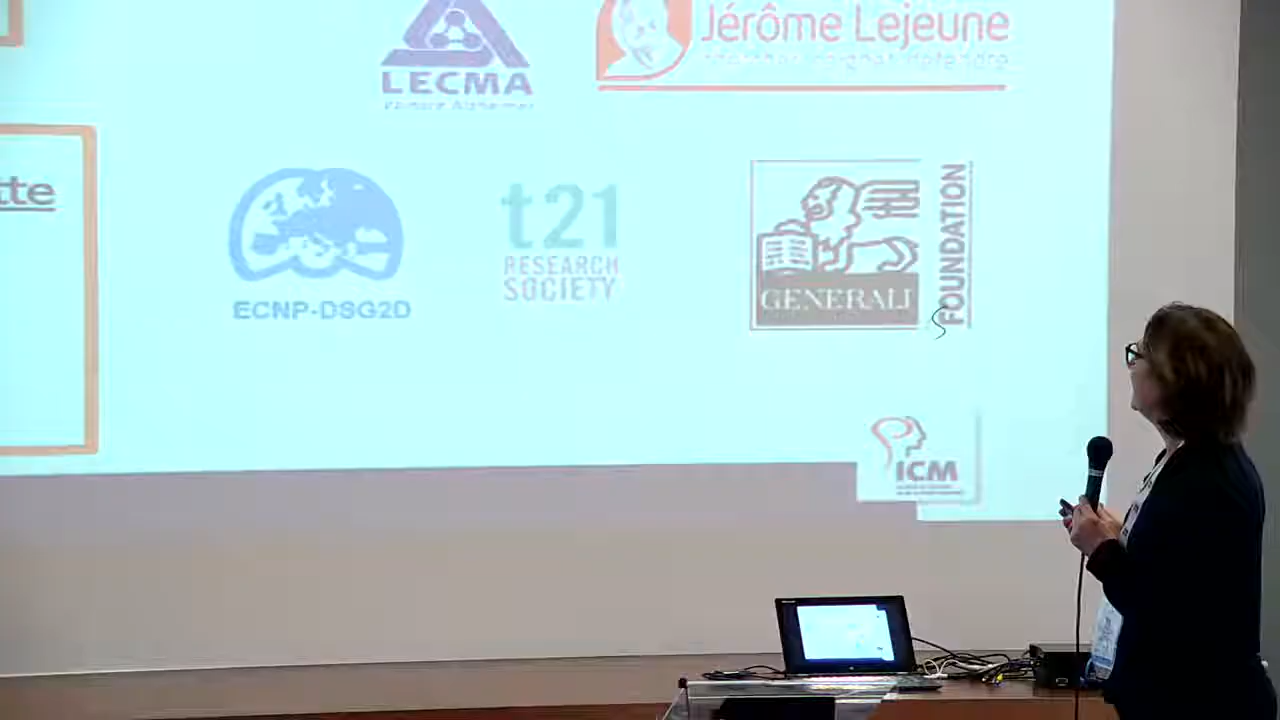 Jérôme Lejeune
LECMA
tte
t21
RESEARCH
SOCIETY
ECNP-DSG2D
GENERALI
FOUNDATION
ICM